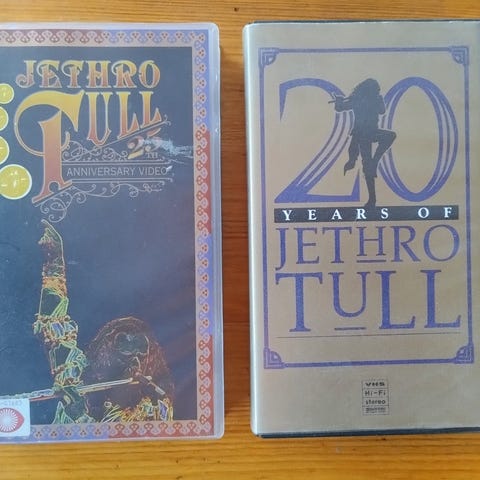 JETHRO
TULL
25TH
ANNIVERSARY VIDEO
20
YEARS OF
JETHRO
TULL
VHS
Hi-Fi
stereo